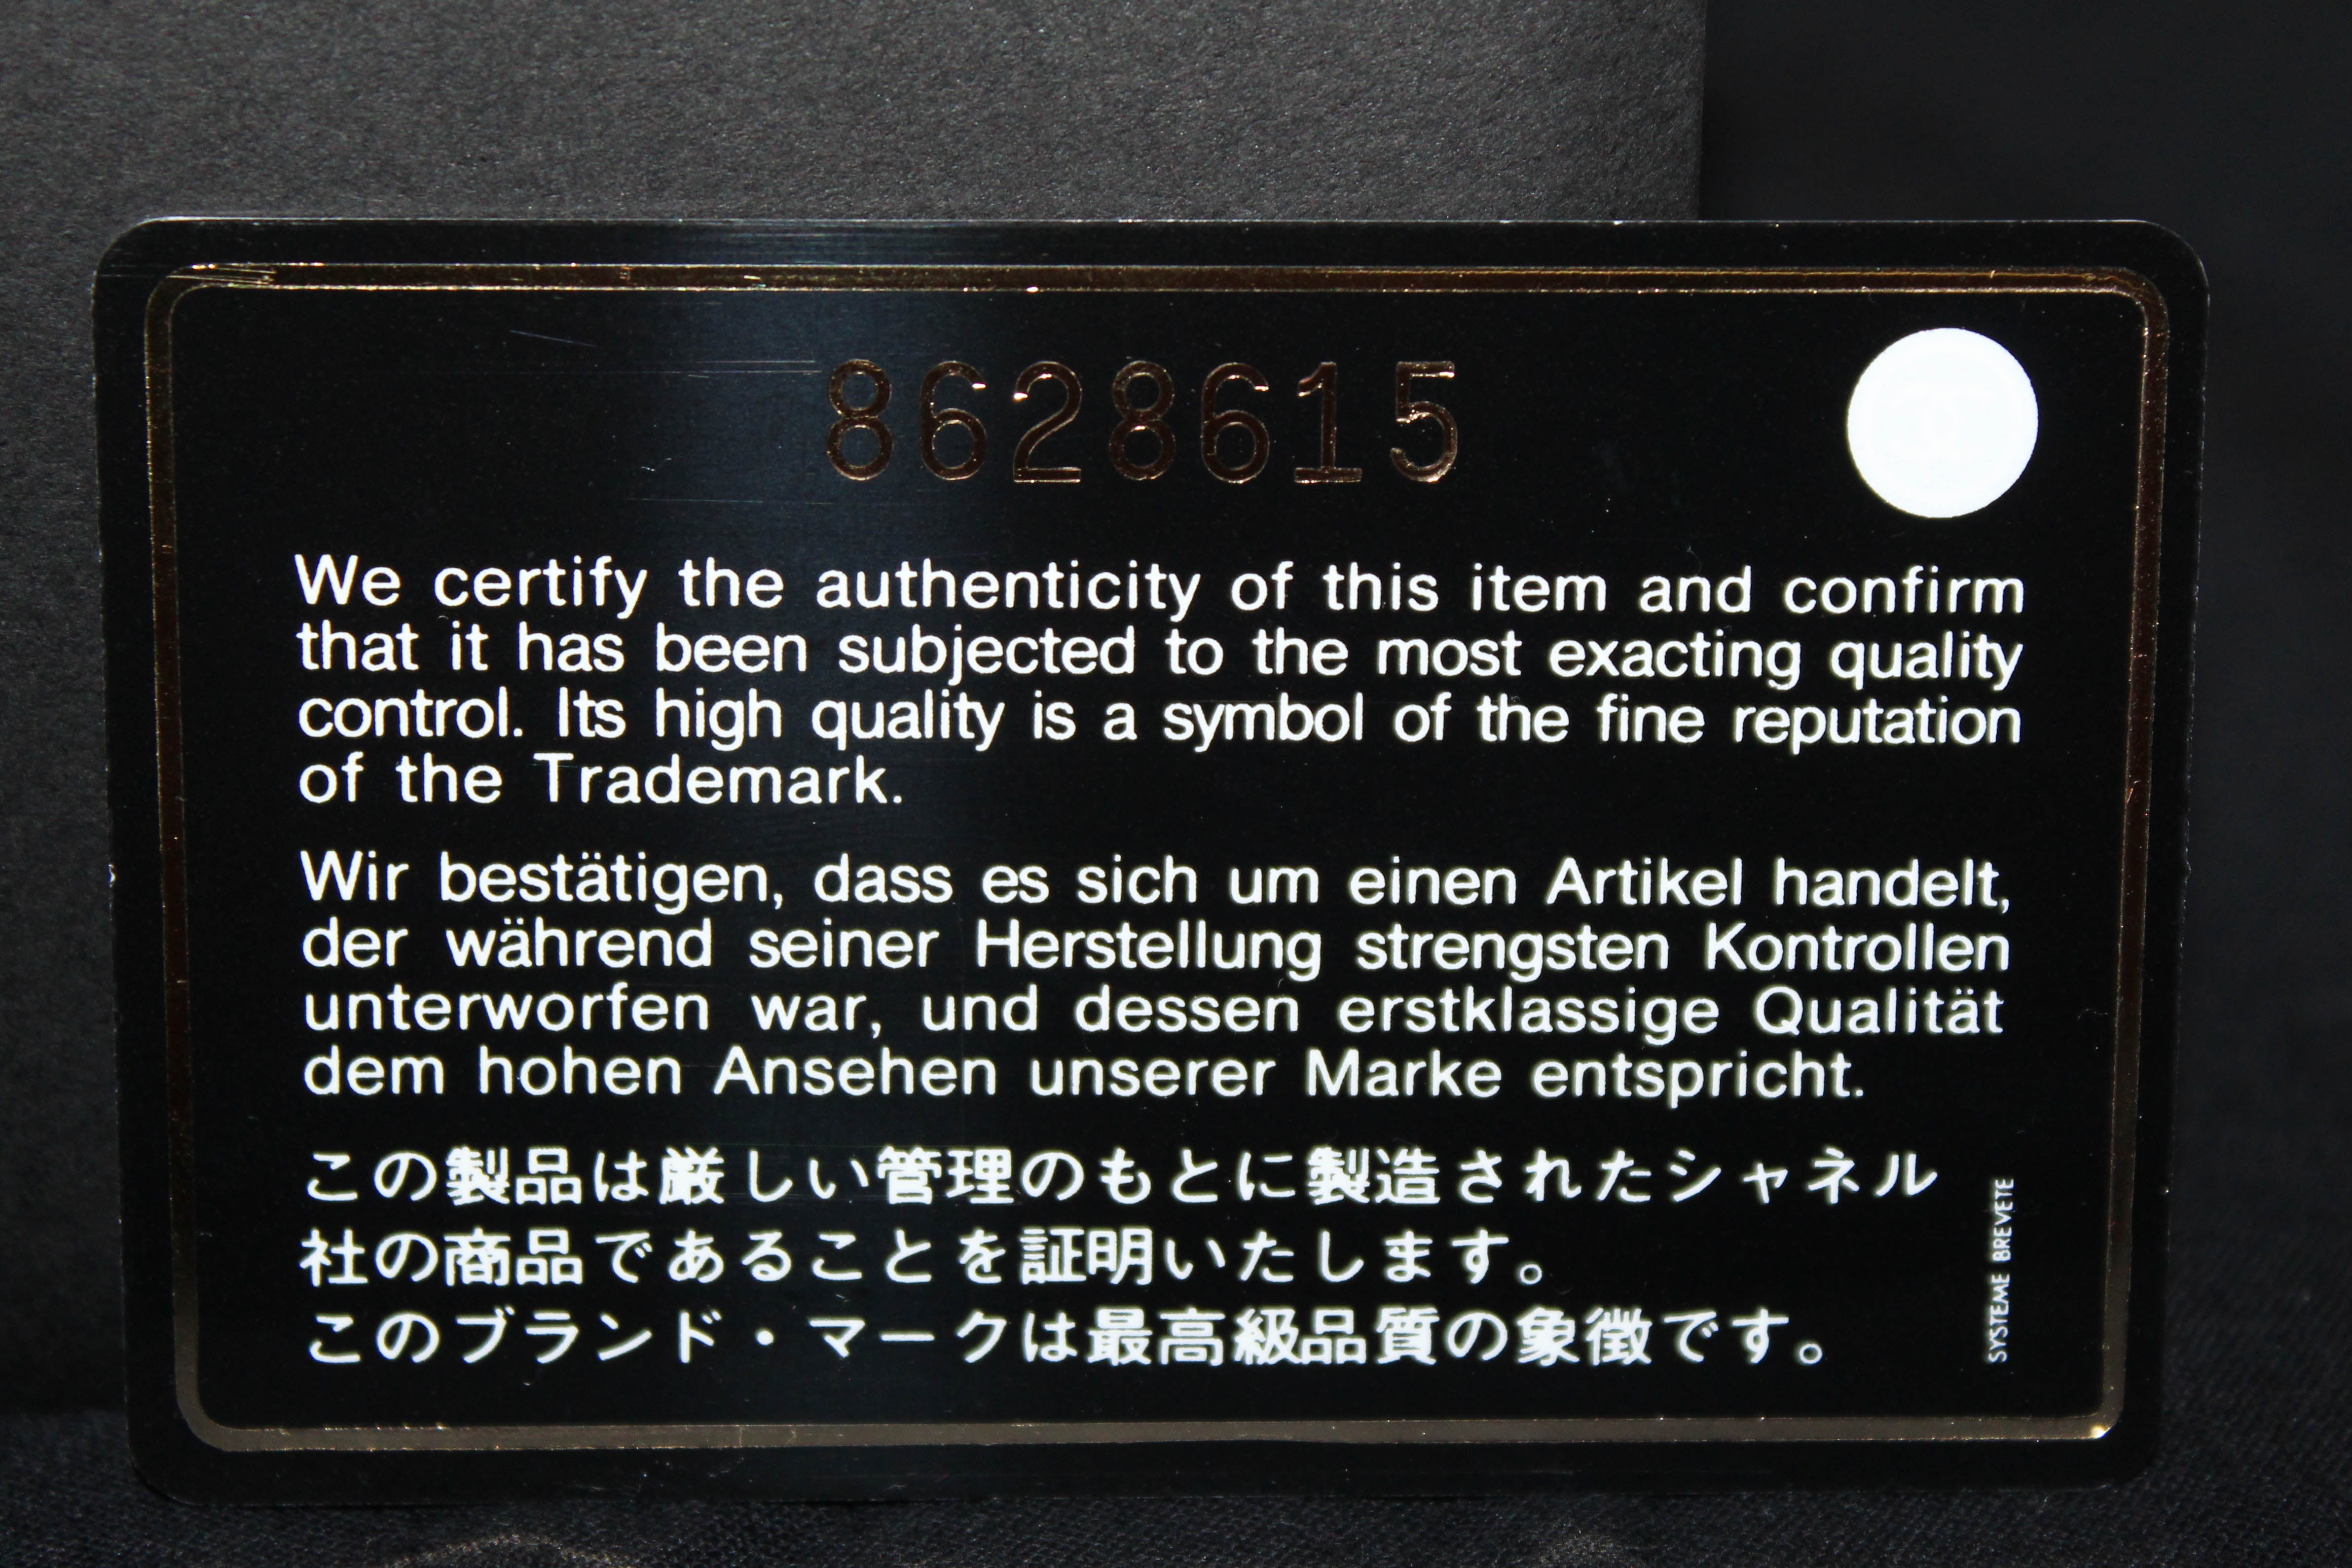 8628615
We certify the authenticity of this item and confirm
that it has been subjected to the most exacting quality
control. Its high quality is a symbol of the fine reputation
of the Trademark.
Wir bestätigen, dass es sich um einen Artikel handelt,
der während seiner Herstellung strengsten Kontrollen
unterworfen war, und dessen erstklassige Qualität
dem hohen Ansehen unserer Marke entspricht.
この製品は厳しい管理のもとに製造されたシャネル
社の商品であることを証明いたします。
このブランド・マークは最高級品質の象徴です。
SYSTEME BREVETE